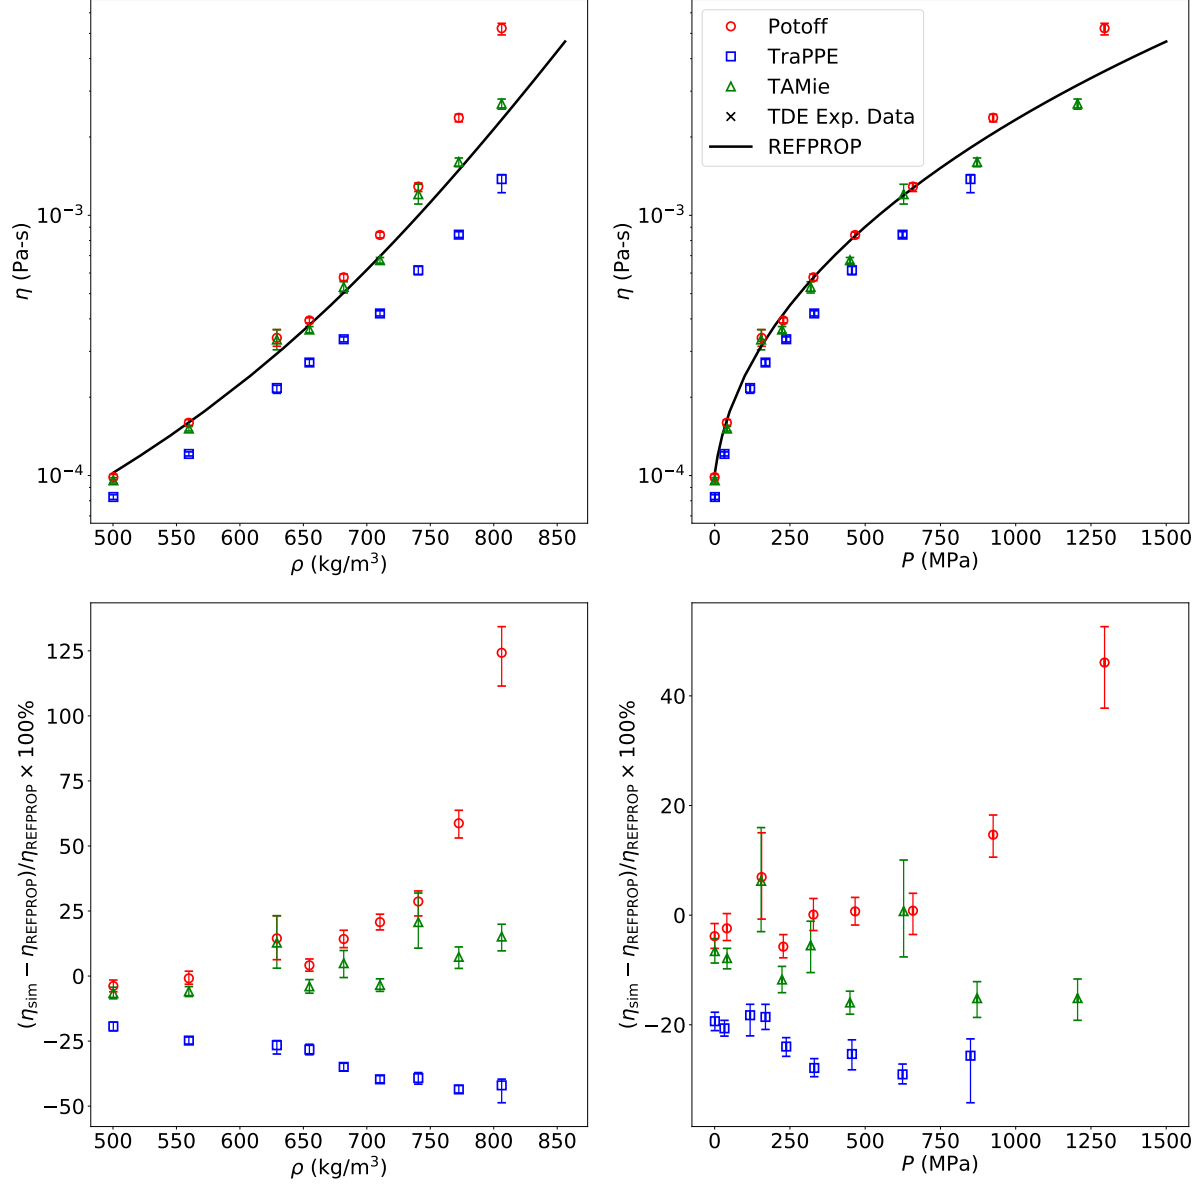 η (Pa-s)
10⁻³
10⁻⁴
500 550 600 650 700 750 800 850
ρ (kg/m³)
Potoff
TraPPE
TAMie
TDE Exp. Data
REFPROP
η (Pa-s)
10⁻³
10⁻⁴
0 250 500 750 1000 1250 1500
P (MPa)
(η_sim − η_REFPROP)/η_REFPROP × 100%
125
100
75
50
25
0
−25
−50
500 550 600 650 700 750 800 850
ρ (kg/m³)
(η_sim − η_REFPROP)/η_REFPROP × 100%
40
20
0
−20
0 250 500 750 1000 1250 1500
P (MPa)